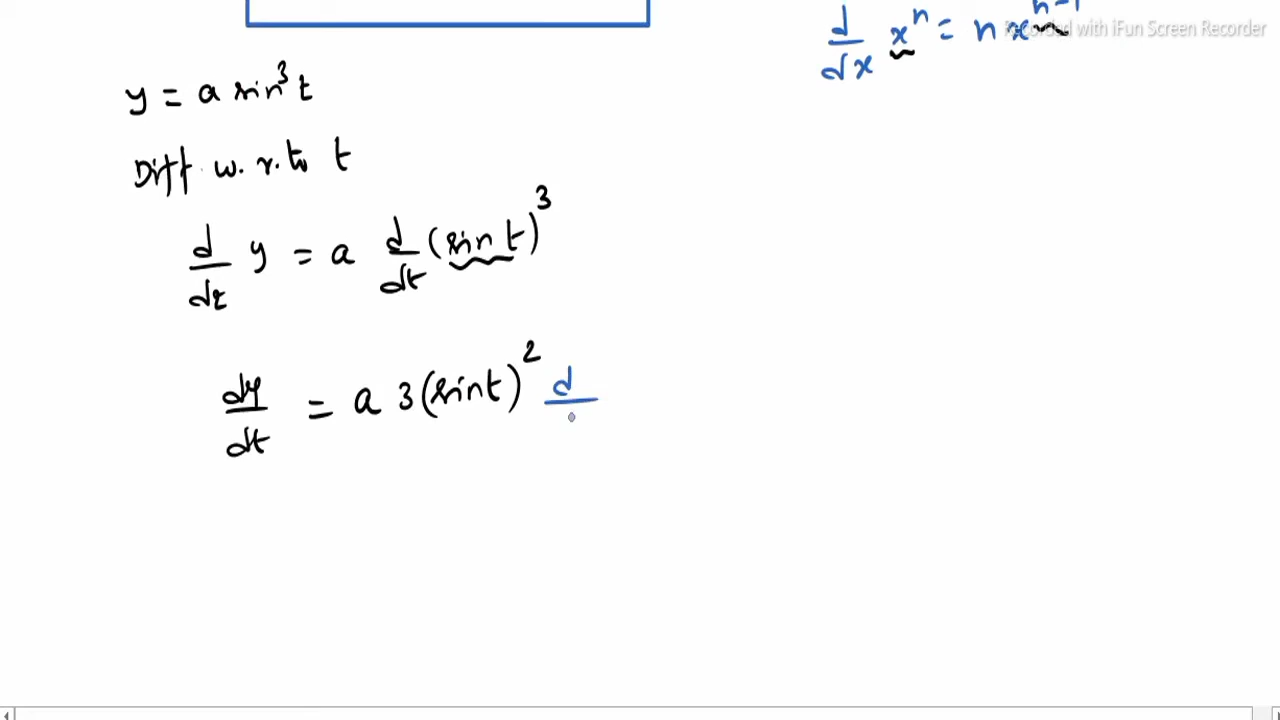 d/dx x^n = n x^n-1
Recorded with iFun Screen Recorder
y = a sin^3 t
Diff. w.r.to t
d/dt y = a d/dt (sin t)^3
dy/dt = a 3 (sin t)^2 d